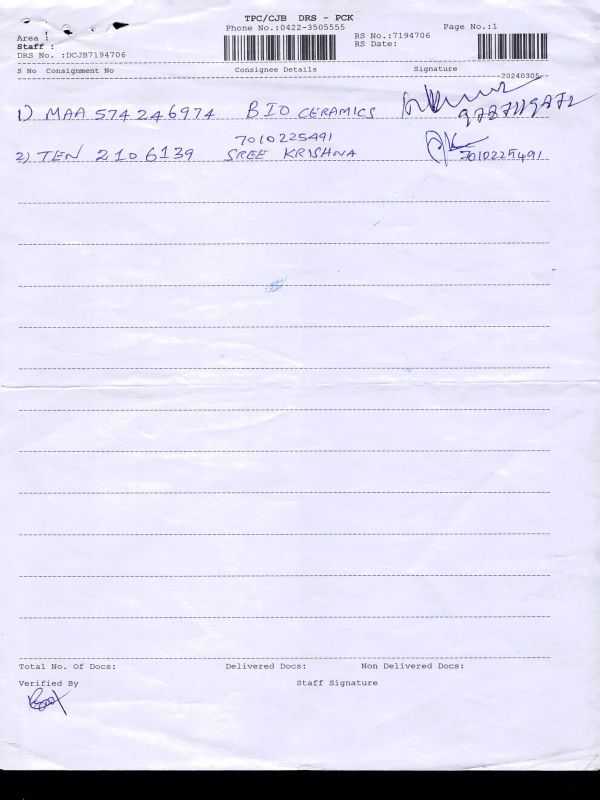 TPC/CJB DRS - PCK
Phone No.:0422-3505555 Page No.:1
Area : RS No.:7194706
Staff : RS Date:
DRS No. :DCJB7194706
S No Consignment No Consignee Details Signature
20240305
1) MAA 574246974 BIO CERAMICS
7010225491
2) TEN 2106139 SREE KRISHNA 7010225491
Total No. Of Docs: Delivered Docs: Non Delivered Docs:
Verified By Staff Signature